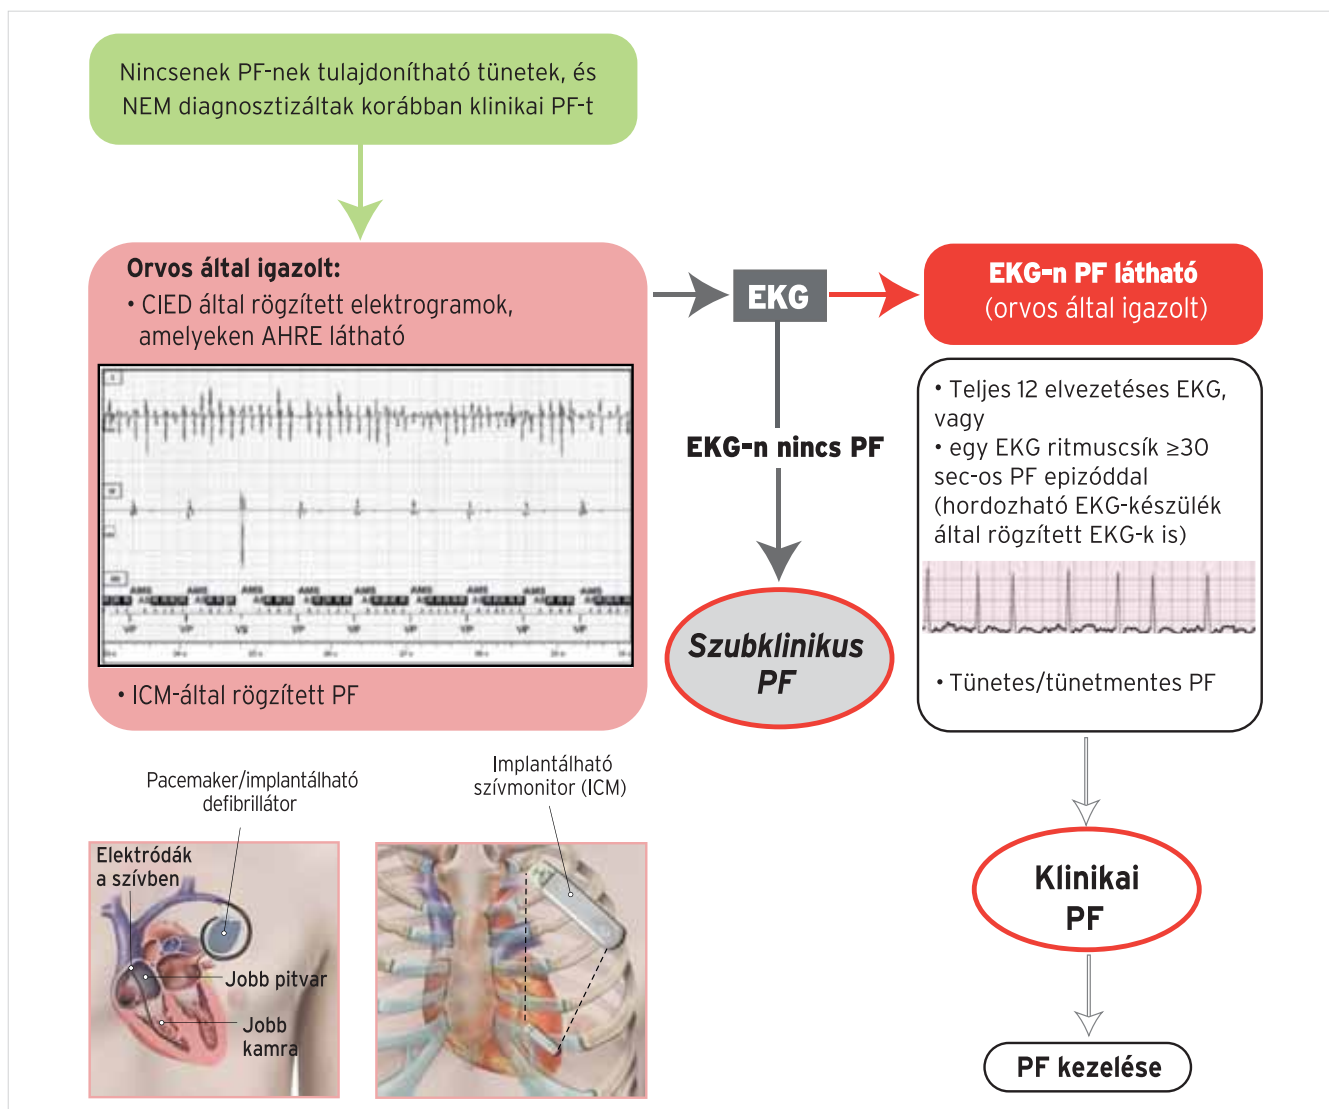 Nincsenek PF-nek tulajdonítható tünetek, és
NEM diagnosztizáltak korábban klinikai PF-t
Orvos által igazolt:
• CIED által rögzített elektrogramok,
amelyeken AHRE látható
• ICM-által rögzített PF
EKG
EKG-n nincs PF
Szubklinikus
PF
EKG-n PF látható
(orvos által igazolt)
• Teljes 12 elvezetéses EKG,
vagy
• egy EKG ritmuscsík ≥30
sec-os PF epizóddal
(hordozható EKG-készülék
által rögzített EKG-k is)
• Tünetes/tünetmentes PF
Klinikai
PF
PF kezelése
Pacemaker/implantálható
defibrillátor
Elektródák
a szívben
Jobb pitvar
Jobb
kamra
Implantálható
szívmonitor (ICM)